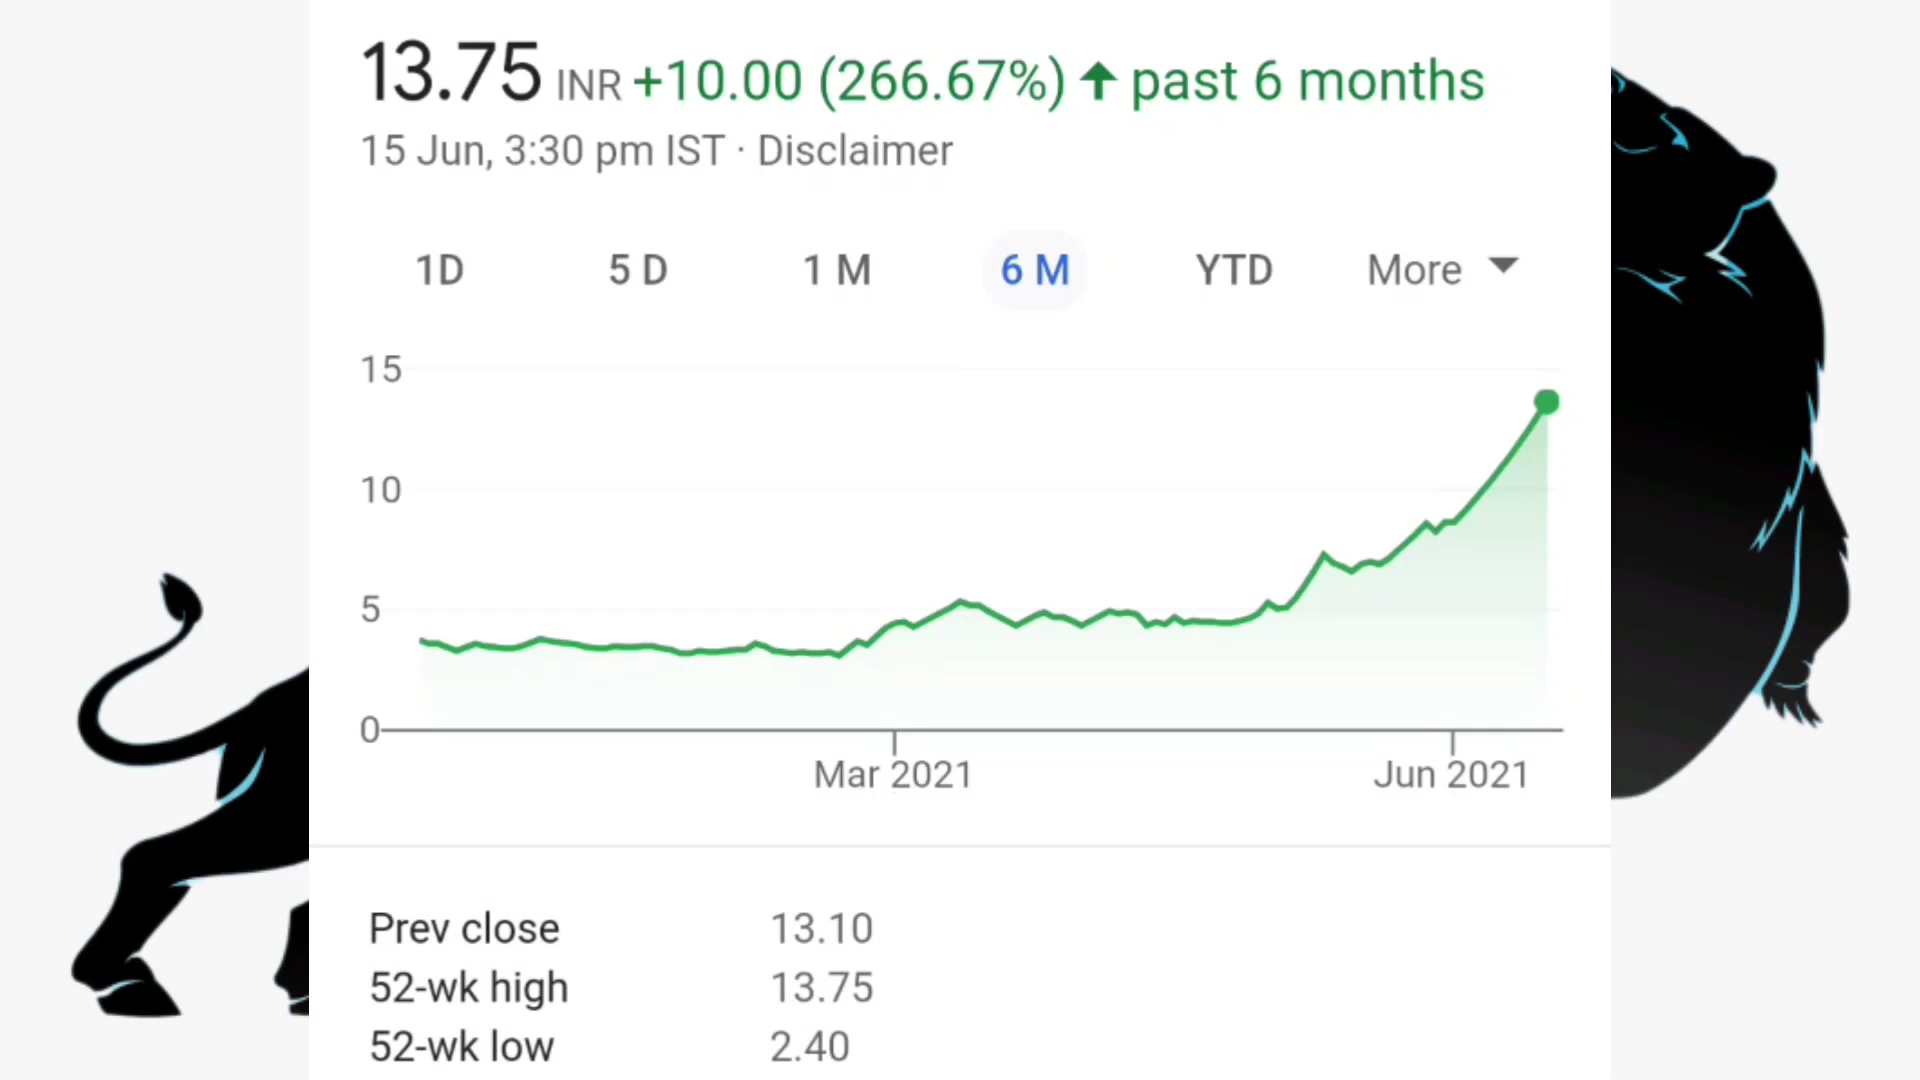 13.75 INR +10.00 (266.67%) ↑ past 6 months
15 Jun, 3:30 pm IST · Disclaimer
1D 5 D 1 M 6 M YTD More
15
10
5
0
Mar 2021 Jun 2021
Prev close 13.10
52-wk high 13.75
52-wk low 2.40